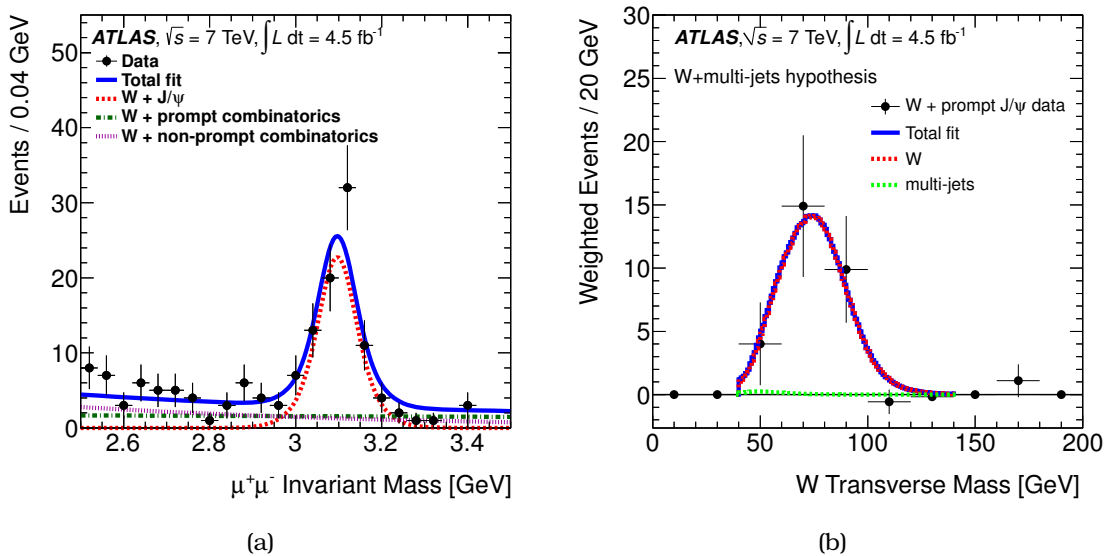 ATLAS, √s = 7 TeV, ∫L dt = 4.5 fb⁻¹
Data
Total fit
W + J/ψ
W + prompt combinatorics
W + non-prompt combinatorics
Events / 0.04 GeV
50
40
30
20
10
0
2.6 2.8 3 3.2 3.4
μ⁺μ⁻ Invariant Mass [GeV]
(a)
ATLAS,√s = 7 TeV, ∫L dt = 4.5 fb⁻¹
W+multi-jets hypothesis
W + prompt J/ψ data
Total fit
W
multi-jets
Weighted Events / 20 GeV
30
25
20
15
10
5
0
0 50 100 150 200
W Transverse Mass [GeV]
(b)